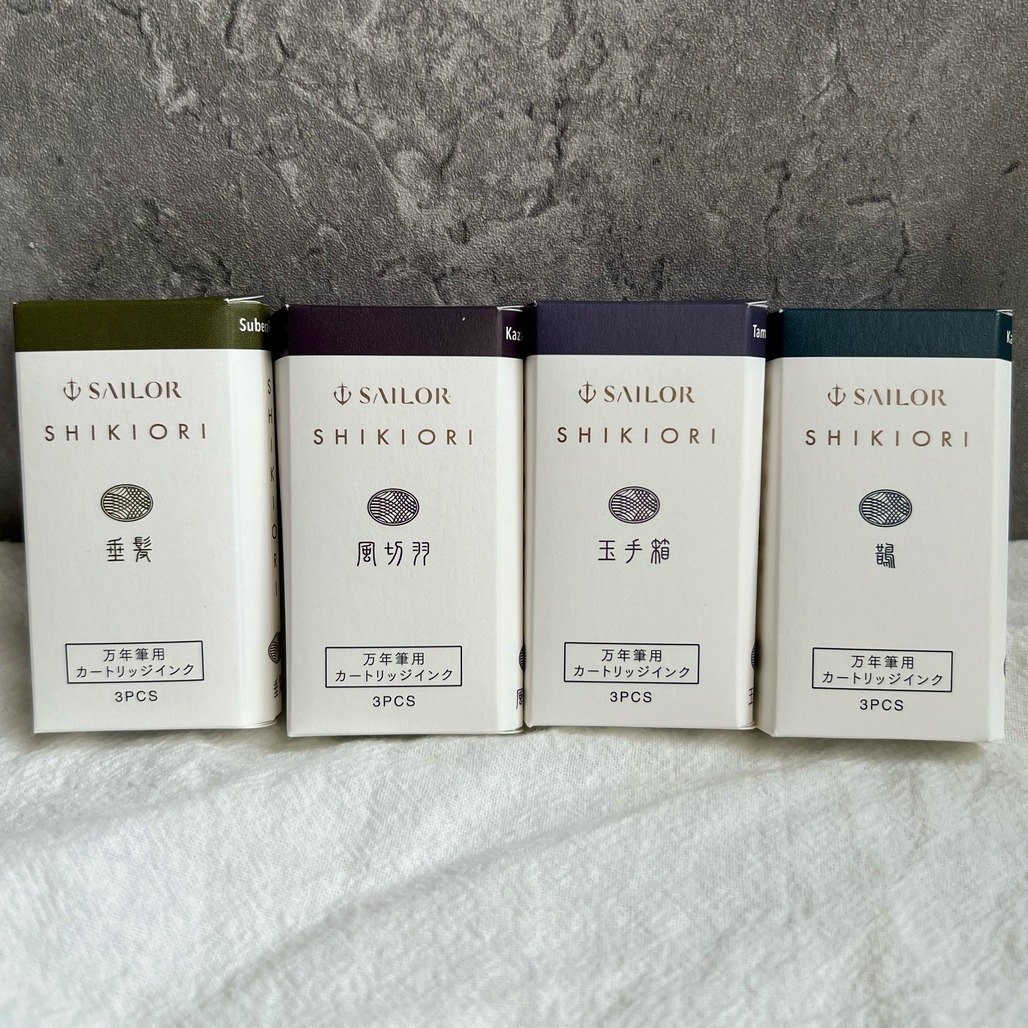 Suben
SAILOR
SHIKIORI
垂髪
万年筆用
カートリッジインク
3PCS
SHIKIORI
Kaz
SAILOR
SHIKIORI
風切羽
万年筆用
カートリッジインク
3PCS
Tam
SAILOR
SHIKIORI
玉手箱
万年筆用
カートリッジインク
3PCS
SAILOR
SHIKIORI
鵲
万年筆用
カートリッジインク
3PCS